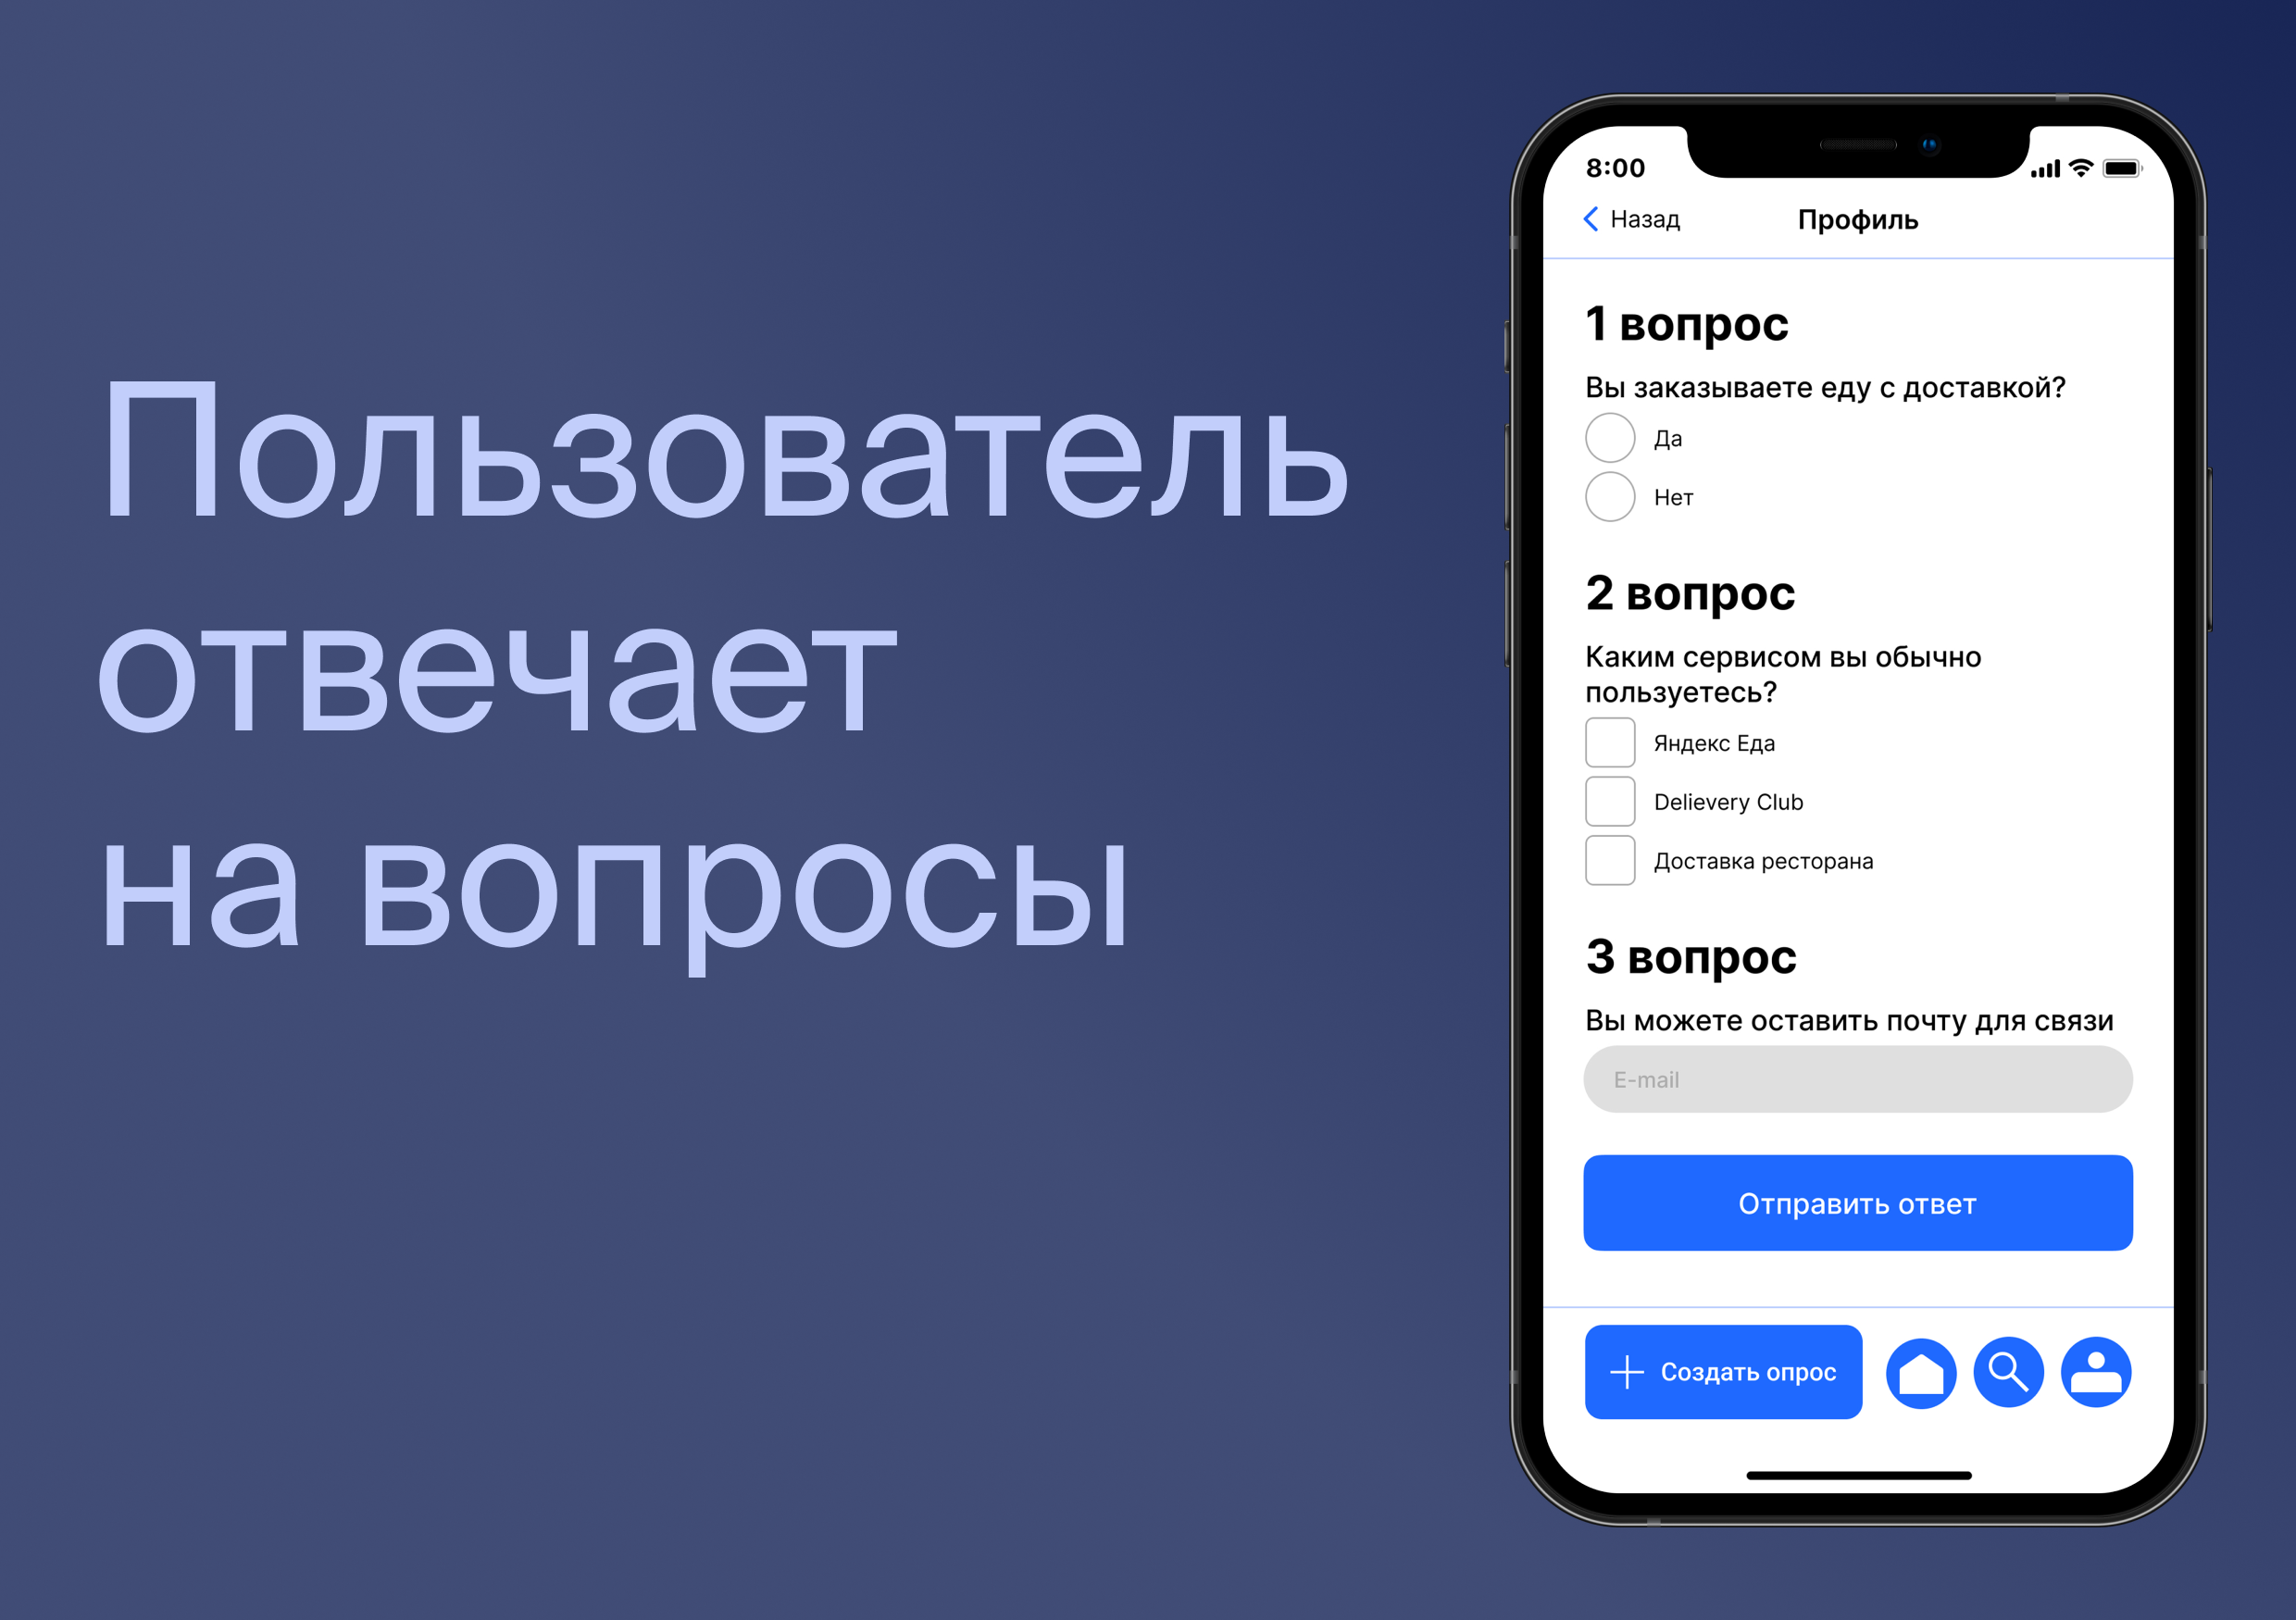 Пользователь
отвечает
на вопросы
8:00
Назад
Профиль
1 вопрос
Вы заказываете еду с доставкой?
Да
Нет
2 вопрос
Каким сервисом вы обычно
пользуетесь?
Яндекс Еда
Delievery Club
Доставка ресторана
3 вопрос
Вы можете оставить почту для связи
E-mail
Отправить ответ
Создать опрос